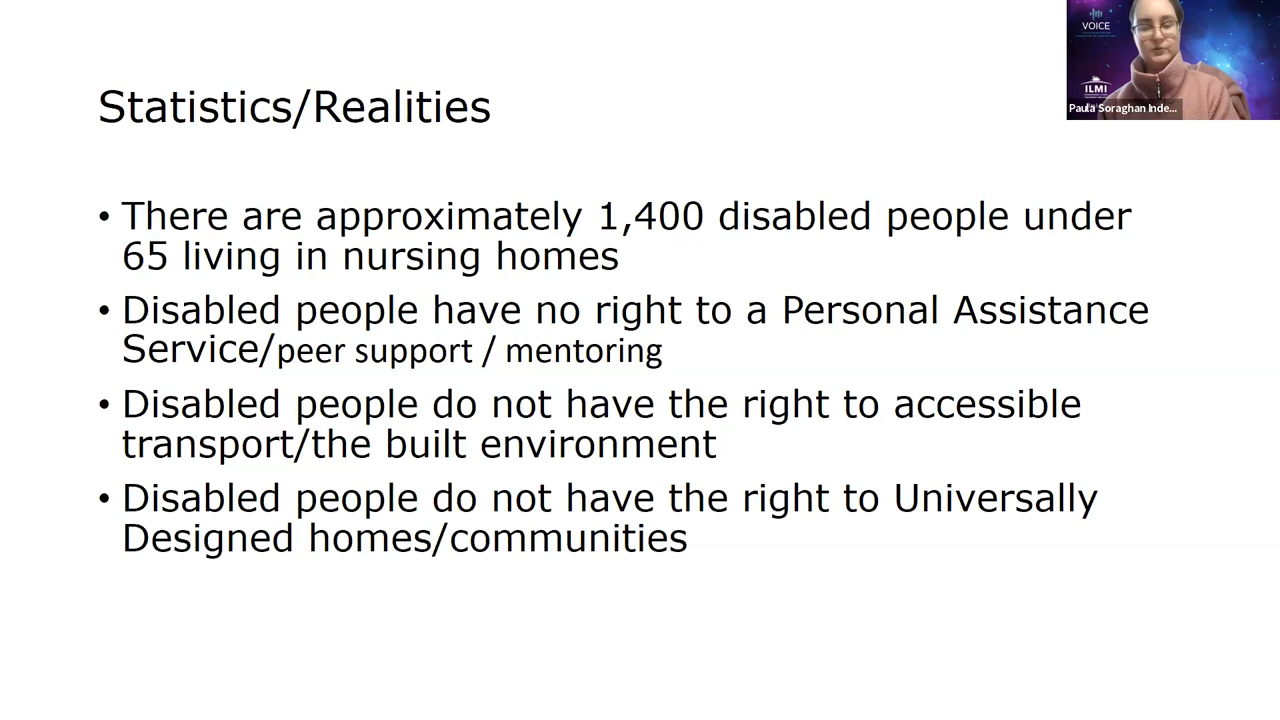 Statistics/Realities
• There are approximately 1,400 disabled people under
65 living in nursing homes
• Disabled people have no right to a Personal Assistance
Service/peer support / mentoring
• Disabled people do not have the right to accessible
transport/the built environment
• Disabled people do not have the right to Universally
Designed homes/communities
VOICE
ILMI
Paula Soraghan Inde...